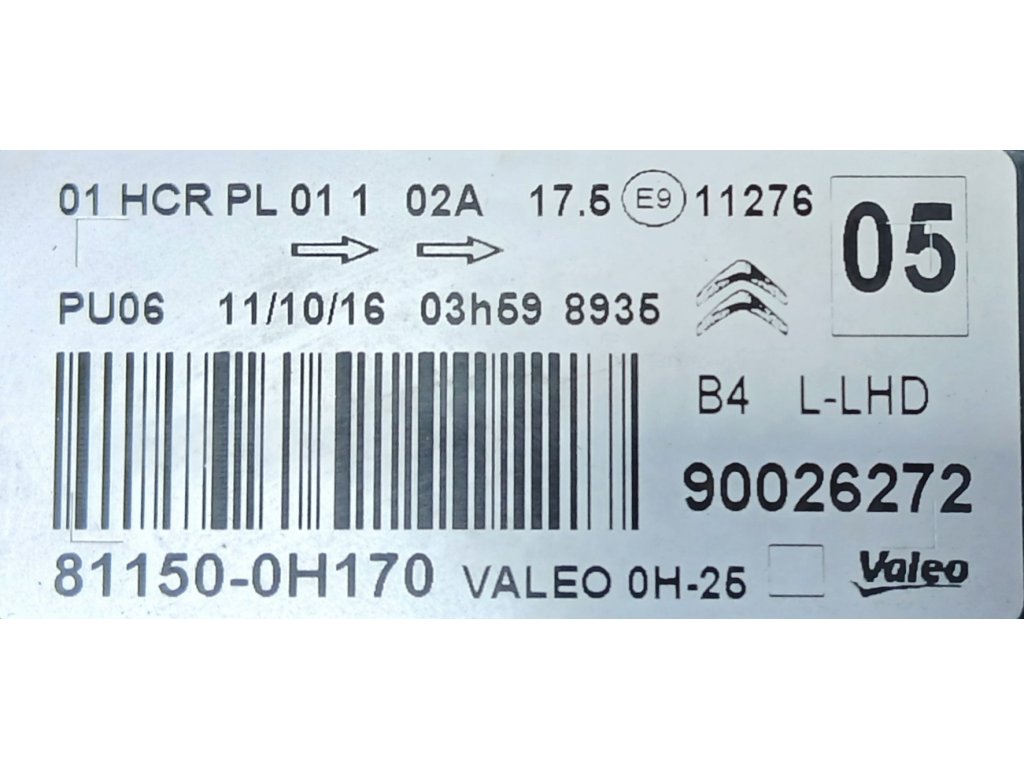 01 HCR PL 01 1 02A 17.5 E9 11276
05
PU06 11/10/16 03h59 8935
B4 L-LHD
90026272
81150-0H170 VALEO 0H-25
Valeo